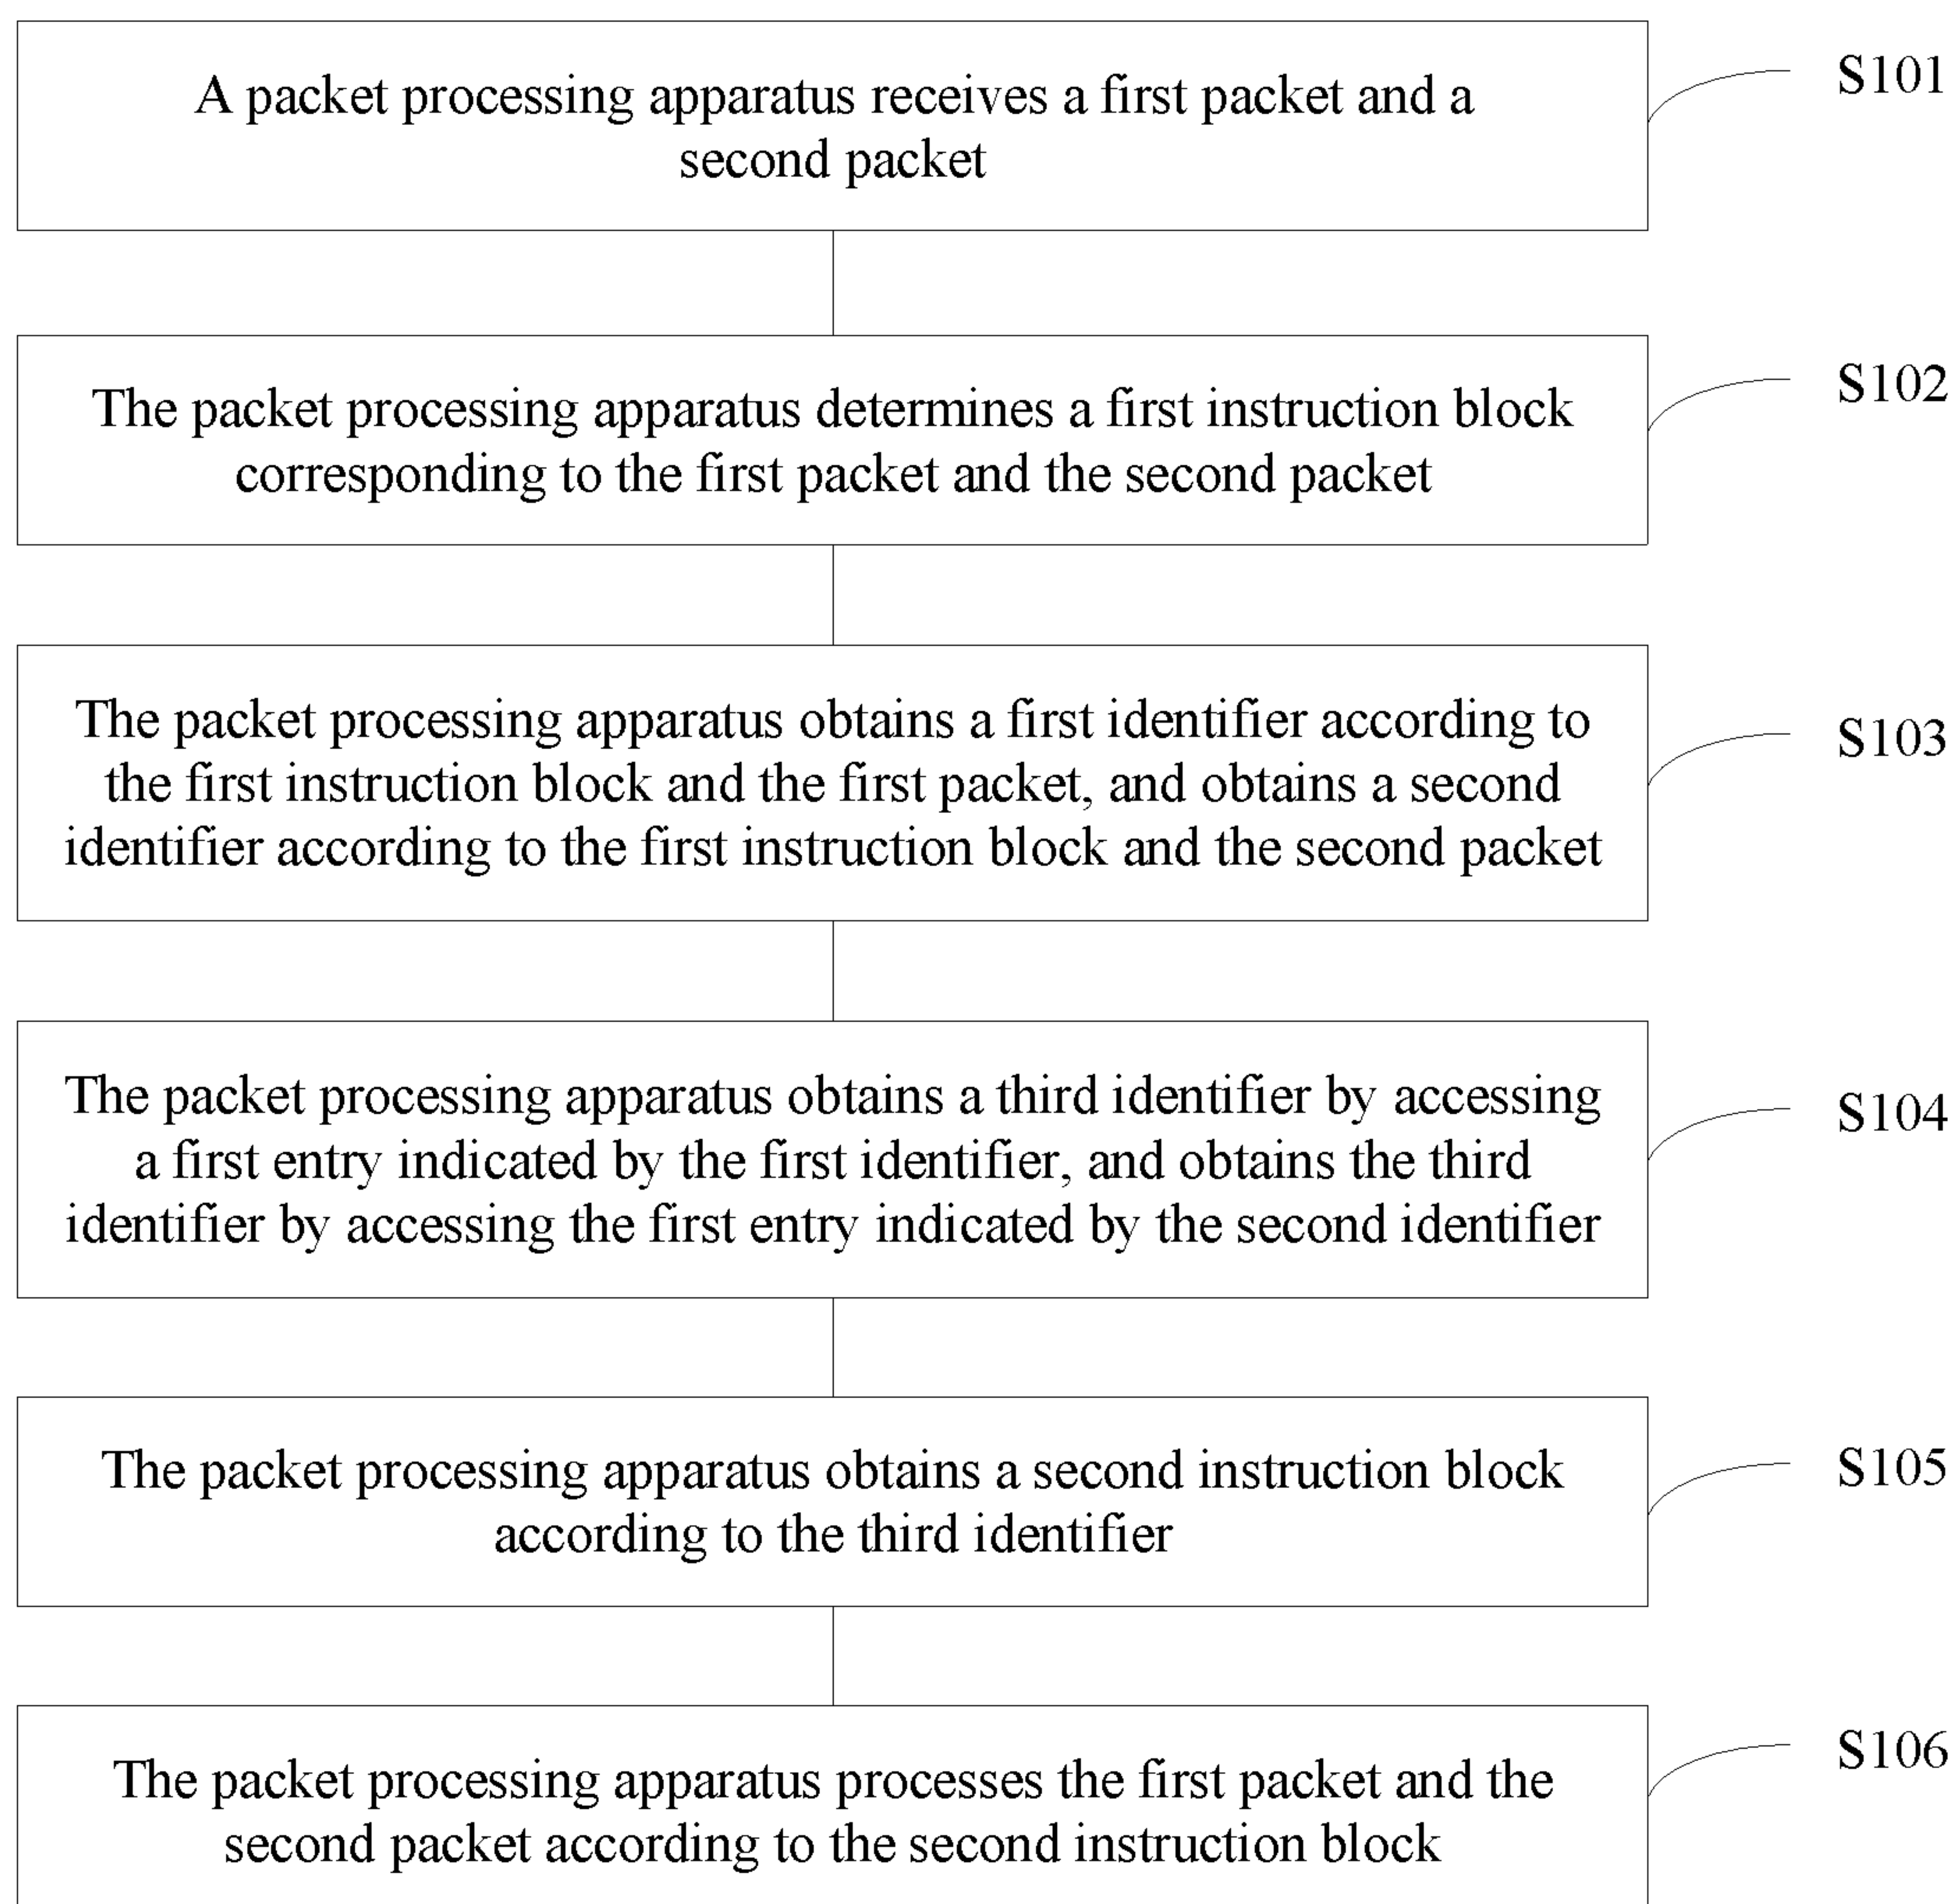 A packet processing apparatus receives a first packet and a
second packet
S101
The packet processing apparatus determines a first instruction block
corresponding to the first packet and the second packet
S102
The packet processing apparatus obtains a first identifier according to
the first instruction block and the first packet, and obtains a second
identifier according to the first instruction block and the second packet
S103
The packet processing apparatus obtains a third identifier by accessing
a first entry indicated by the first identifier, and obtains the third
identifier by accessing the first entry indicated by the second identifier
S104
The packet processing apparatus obtains a second instruction block
according to the third identifier
S105
The packet processing apparatus processes the first packet and the
second packet according to the second instruction block
S106